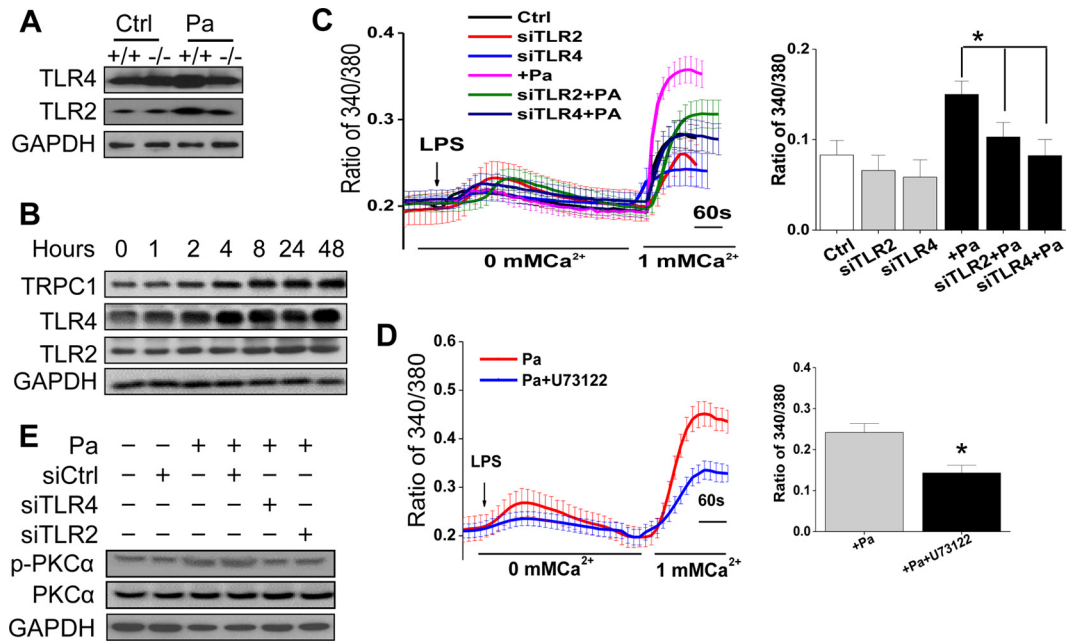 A
Ctrl Pa
+/+ -/- +/+ -/-
TLR4
TLR2
GAPDH
B
Hours 0 1 2 4 8 24 48
TRPC1
TLR4
TLR2
GAPDH
E
Pa – – + + + +
siCtrl – + – + – –
siTLR4 – – – – + –
siTLR2 – – – – – +
p-PKCα
PKCα
GAPDH
C
Ratio of 340/380
0.4
0.3
0.2
Ctrl
siTLR2
siTLR4
+Pa
siTLR2+PA
siTLR4+PA
LPS
60s
0 mMCa²⁺
1 mMCa²⁺
Ratio of 340/380
0.2
0.1
0.0
*
Ctrl
siTLR2
siTLR4
+Pa
siTLR2+Pa
siTLR4+Pa
D
Ratio of 340/380
0.6
0.5
0.4
0.3
0.2
Pa
Pa+U73122
LPS
60s
0 mMCa²⁺
1 mMCa²⁺
Ratio of 340/380
0.4
0.3
0.2
0.1
0.0
*
+Pa
+Pa+U73122